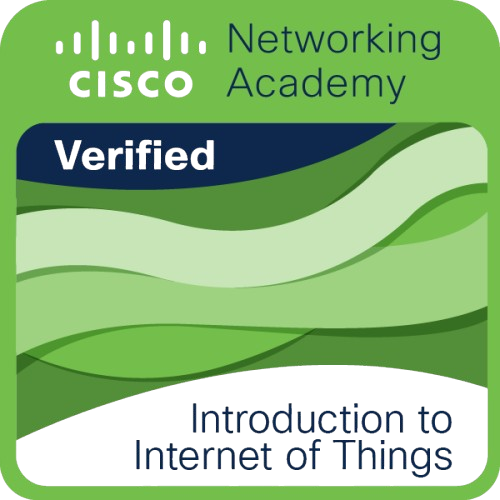 CISCO
Networking
Academy
Verified
Introduction to
Internet of Things